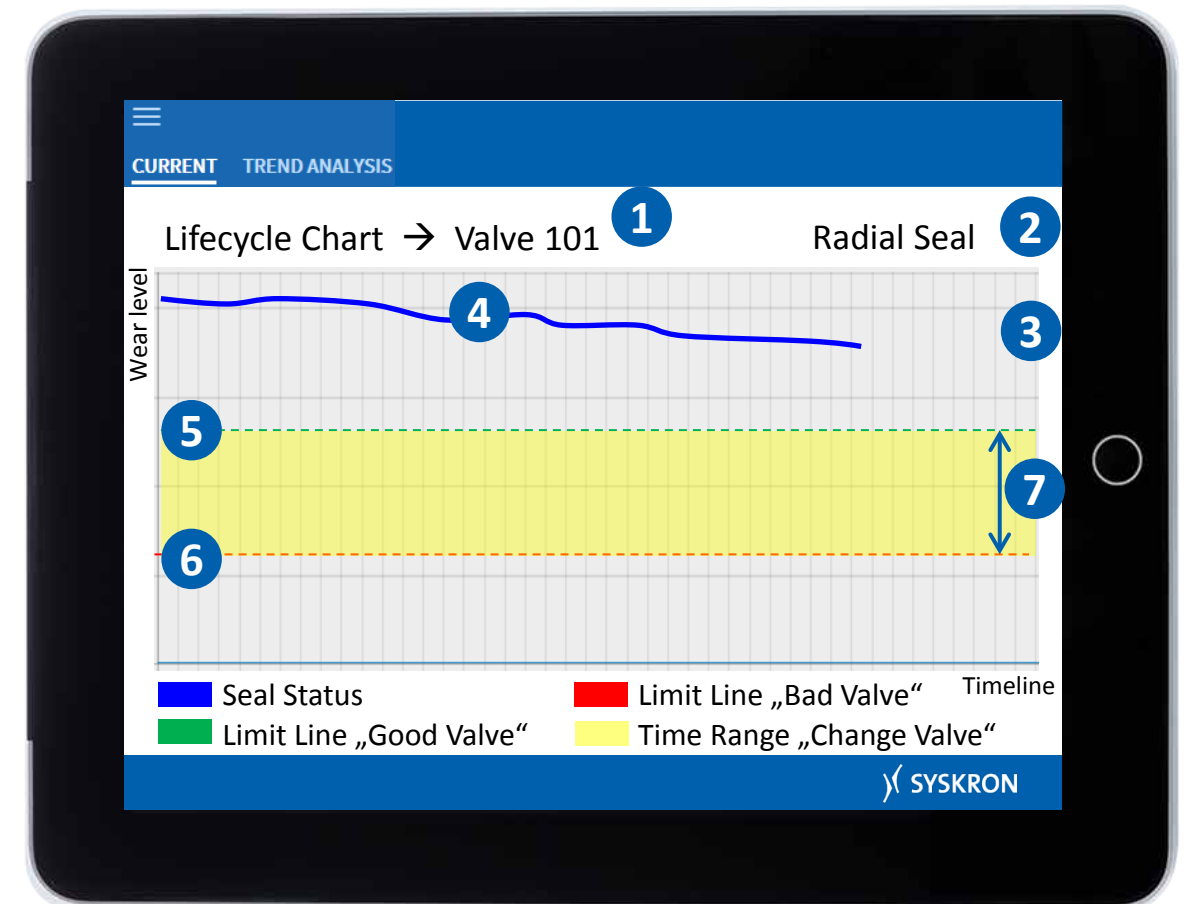 CURRENT TREND ANALYSIS
Lifecycle Chart → Valve 101 1 Radial Seal 2
Wear level
3
4
5
6
7
Timeline
Seal Status
Limit Line „Bad Valve“
Limit Line „Good Valve“
Time Range „Change Valve“
SYSKRON